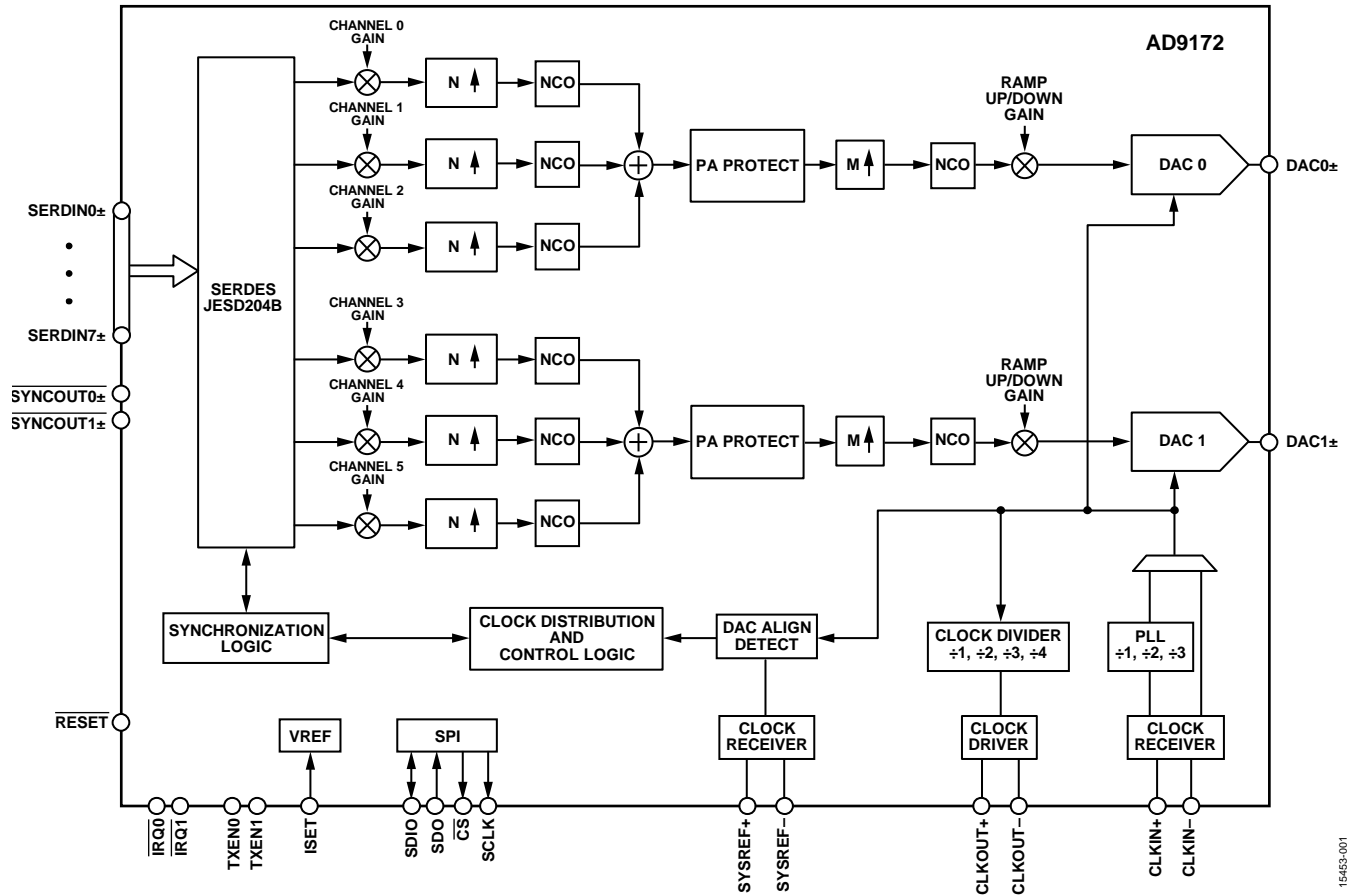 AD9172
CHANNEL 0
GAIN
N
NCO
CHANNEL 1
GAIN
N
NCO
CHANNEL 2
GAIN
N
NCO
PA PROTECT
M
NCO
RAMP
UP/DOWN
GAIN
DAC 0
DAC0±
SERDIN0±
SERDIN7±
SERDES
JESD204B
SYNCOUT0±
SYNCOUT1±
CHANNEL 3
GAIN
N
NCO
CHANNEL 4
GAIN
N
NCO
CHANNEL 5
GAIN
N
NCO
PA PROTECT
M
NCO
RAMP
UP/DOWN
GAIN
DAC 1
DAC1±
SYNCHRONIZATION
LOGIC
CLOCK DISTRIBUTION
AND
CONTROL LOGIC
DAC ALIGN
DETECT
CLOCK DIVIDER
÷1, ÷2, ÷3, ÷4
PLL
÷1, ÷2, ÷3
RESET
VREF
SPI
CLOCK
RECEIVER
CLOCK
DRIVER
CLOCK
RECEIVER
IRQ0
IRQ1
TXEN0
TXEN1
ISET
SDIO
SDO
CS
SCLK
SYSREF+
SYSREF–
CLKOUT+
CLKOUT–
CLKIN+
CLKIN–
15453-001